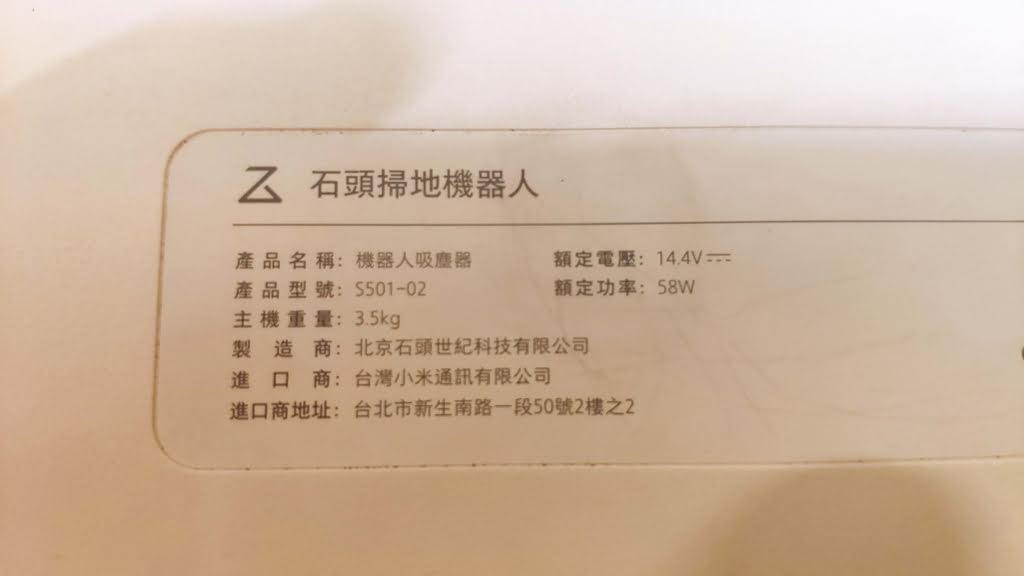 石頭掃地機器人
產品名稱：機器人吸塵器 額定電壓：14.4V⎓
產品型號：S501-02 額定功率：58W
主機重量：3.5kg
製造商：北京石頭世紀科技有限公司
進口商：台灣小米通訊有限公司
進口商地址：台北市新生南路一段50號2樓之2